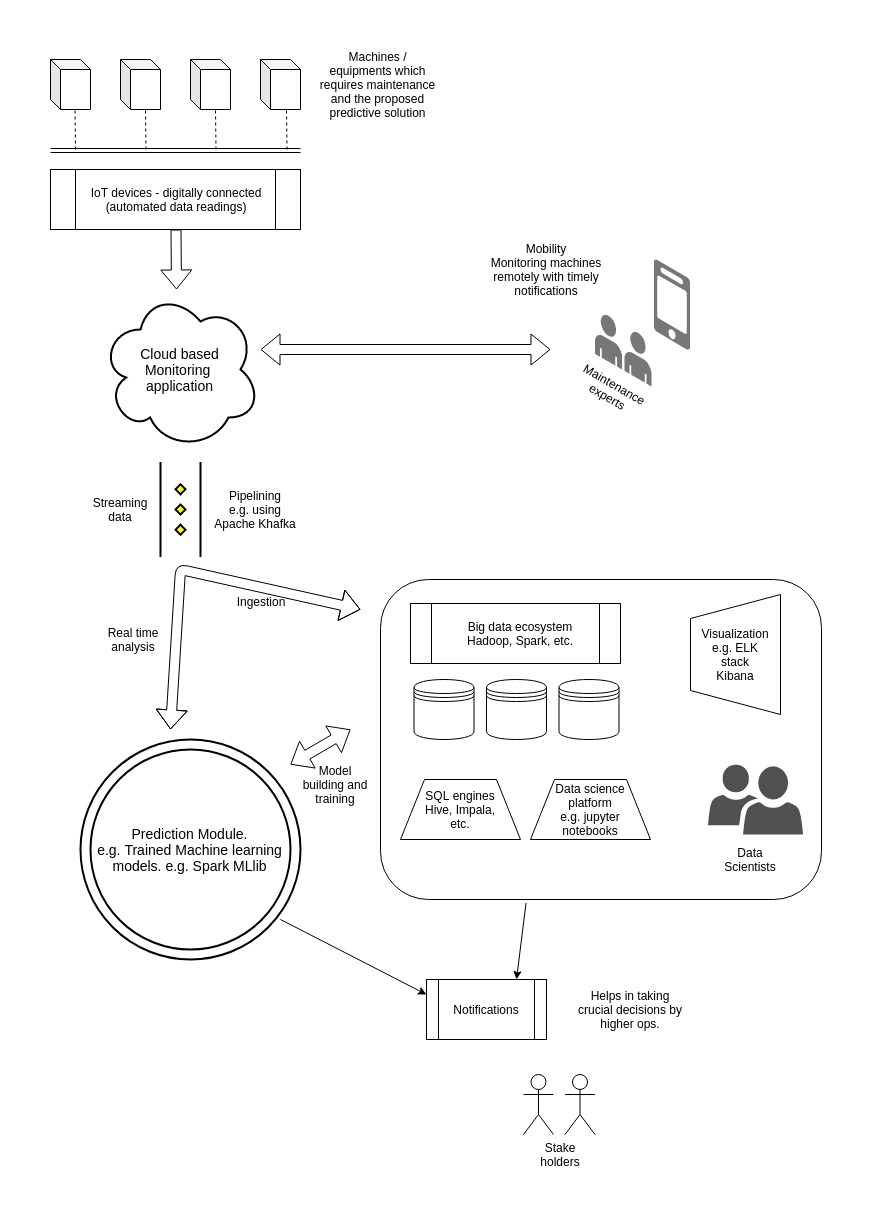 Machines /
equipments which
requires maintenance
and the proposed
predictive solution
IoT devices - digitally connected
(automated data readings)
Mobility
Monitoring machines
remotely with timely
notifications
Maintenance
experts
Cloud based
Monitoring
application
Streaming
data
Pipelining
e.g. using
Apache Khafka
Ingestion
Real time
analysis
Big data ecosystem
Hadoop, Spark, etc.
Visualization
e.g. ELK
stack
Kibana
Model
building and
training
SQL engines
Hive, Impala,
etc.
Data science
platform
e.g. jupyter
notebooks
Data
Scientists
Prediction Module.
e.g. Trained Machine learning
models. e.g. Spark MLlib
Notifications
Helps in taking
crucial decisions by
higher ops.
Stake
holders